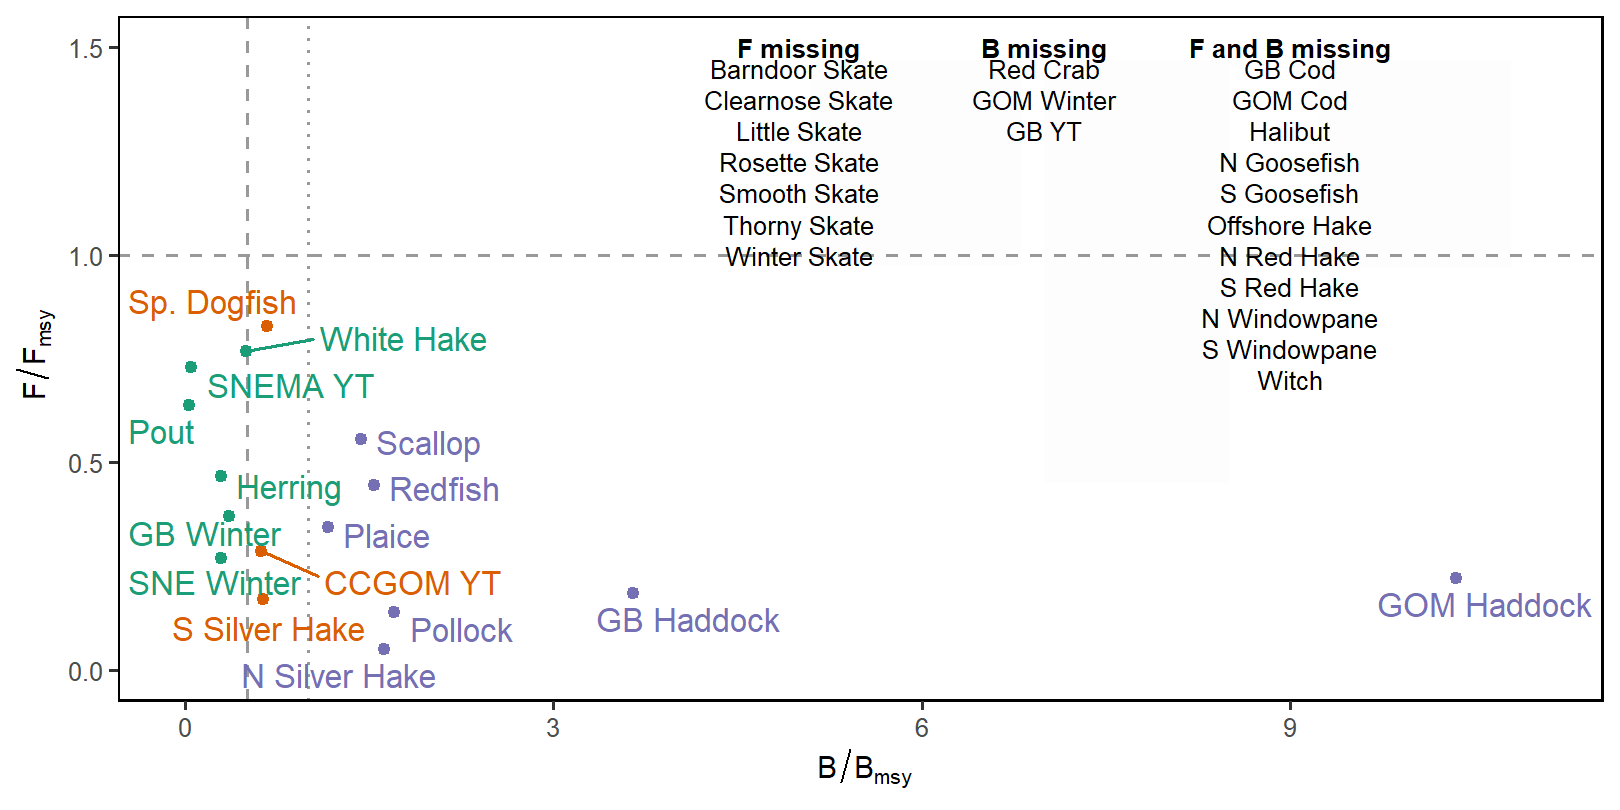 1.5
F missing
B missing
F and B missing
Barndoor Skate
Red Crab
GB Cod
Clearnose Skate
GOM Winter
GOM Cod
Little Skate
GB YT
Halibut
Rosette Skate
N Goosefish
Smooth Skate
S Goosefish
Thorny Skate
Offshore Hake
1.0
Winter Skate
N Red Hake
S Red Hake
Sp. Dogfish
N Windowpane
White Hake
S Windowpane
F/Fmsy
SNEMA YT
Witch
Pout
Scallop
0.5
Herring
Redfish
GB Winter
Plaice
SNE Winter
CCGOM YT
GOM Haddock
S Silver Hake
Pollock
GB Haddock
0.0
N Silver Hake
0
3
6
9
B/Bmsy